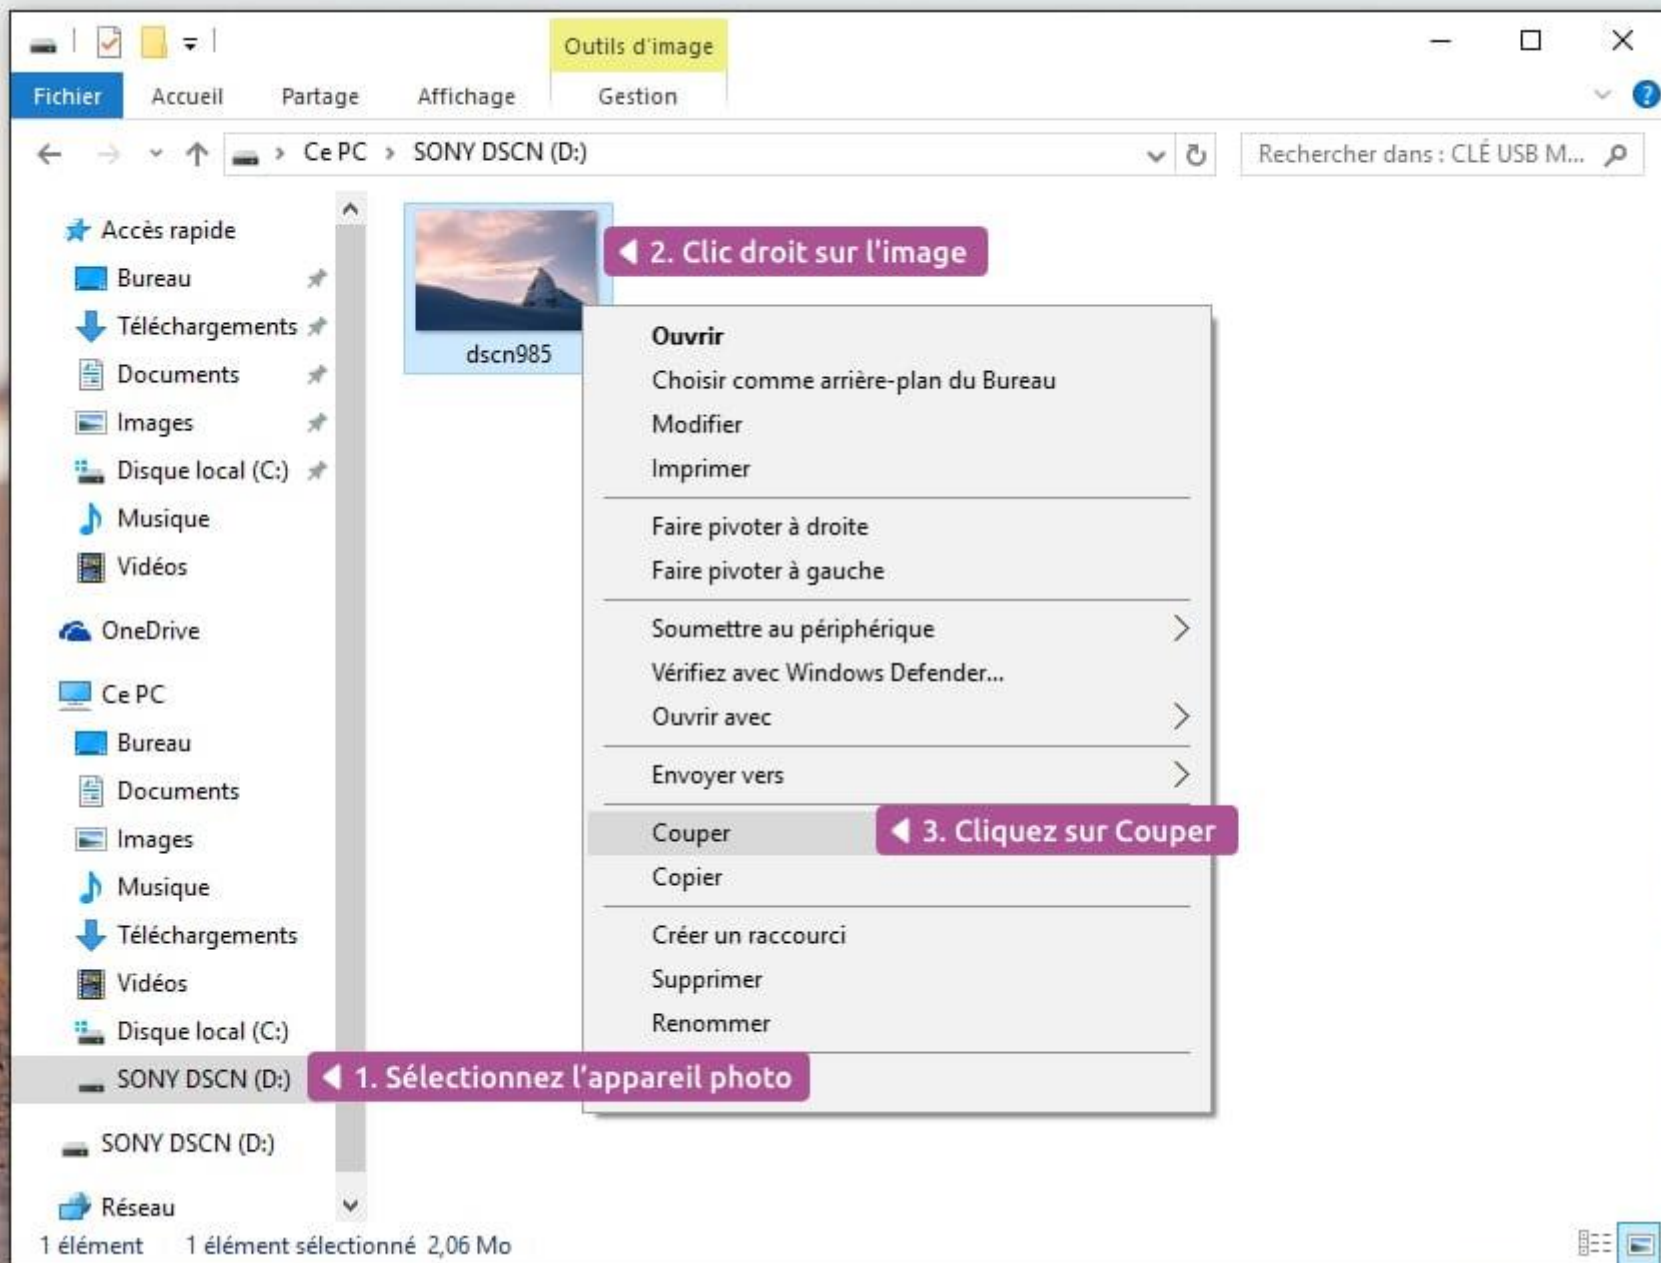 Outils d'image
Fichier Accueil Partage Affichage Gestion
Ce PC > SONY DSCN (D:)
Rechercher dans : CLÉ USB M...
Accès rapide
Bureau
Téléchargements
Documents
Images
Disque local (C:)
Musique
Vidéos
OneDrive
Ce PC
Bureau
Documents
Images
Musique
Téléchargements
Vidéos
Disque local (C:)
SONY DSCN (D:)
SONY DSCN (D:)
Réseau
dscn985
2. Clic droit sur l'image
Ouvrir
Choisir comme arrière-plan du Bureau
Modifier
Imprimer
Faire pivoter à droite
Faire pivoter à gauche
Soumettre au périphérique
Vérifiez avec Windows Defender...
Ouvrir avec
Envoyer vers
Couper
3. Cliquez sur Couper
Copier
Créer un raccourci
Supprimer
Renommer
1. Sélectionnez l'appareil photo
1 élément 1 élément sélectionné 2,06 Mo